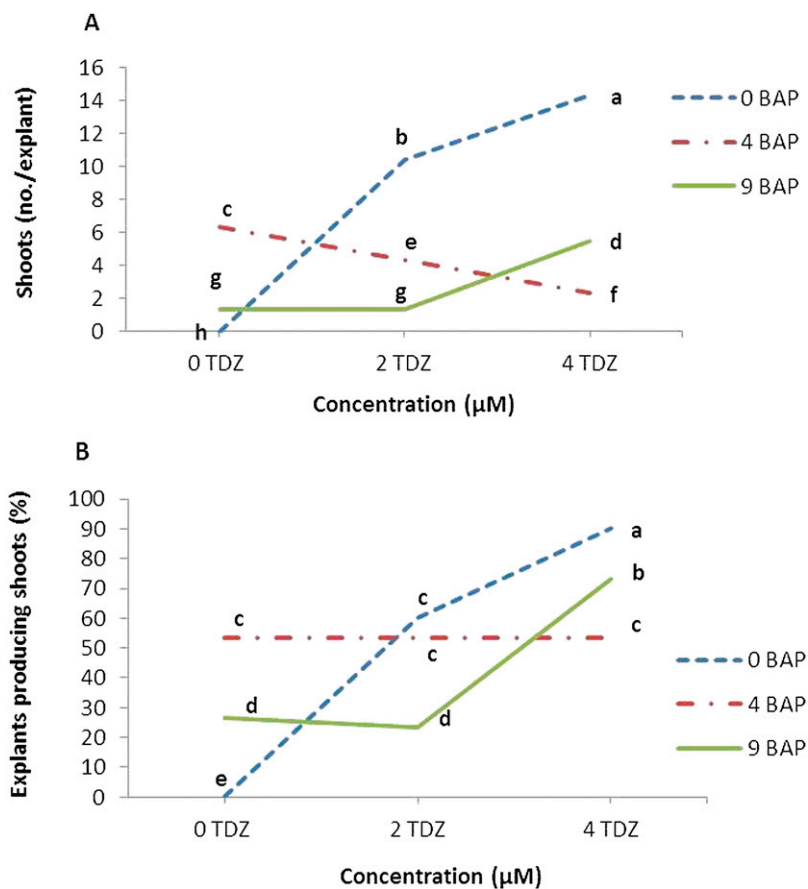 A
Shoots (no./explant)
16
14
12
10
8
6
4
2
0
a
b
c
e
d
g
g
f
h
0 TDZ 2 TDZ 4 TDZ
Concentration (µM)
0 BAP
4 BAP
9 BAP
B
Explants producing shoots (%)
100
90
80
70
60
50
40
30
20
10
0
a
b
c
c
c
c
d
d
e
0 TDZ 2 TDZ 4 TDZ
Concentration (µM)
0 BAP
4 BAP
9 BAP